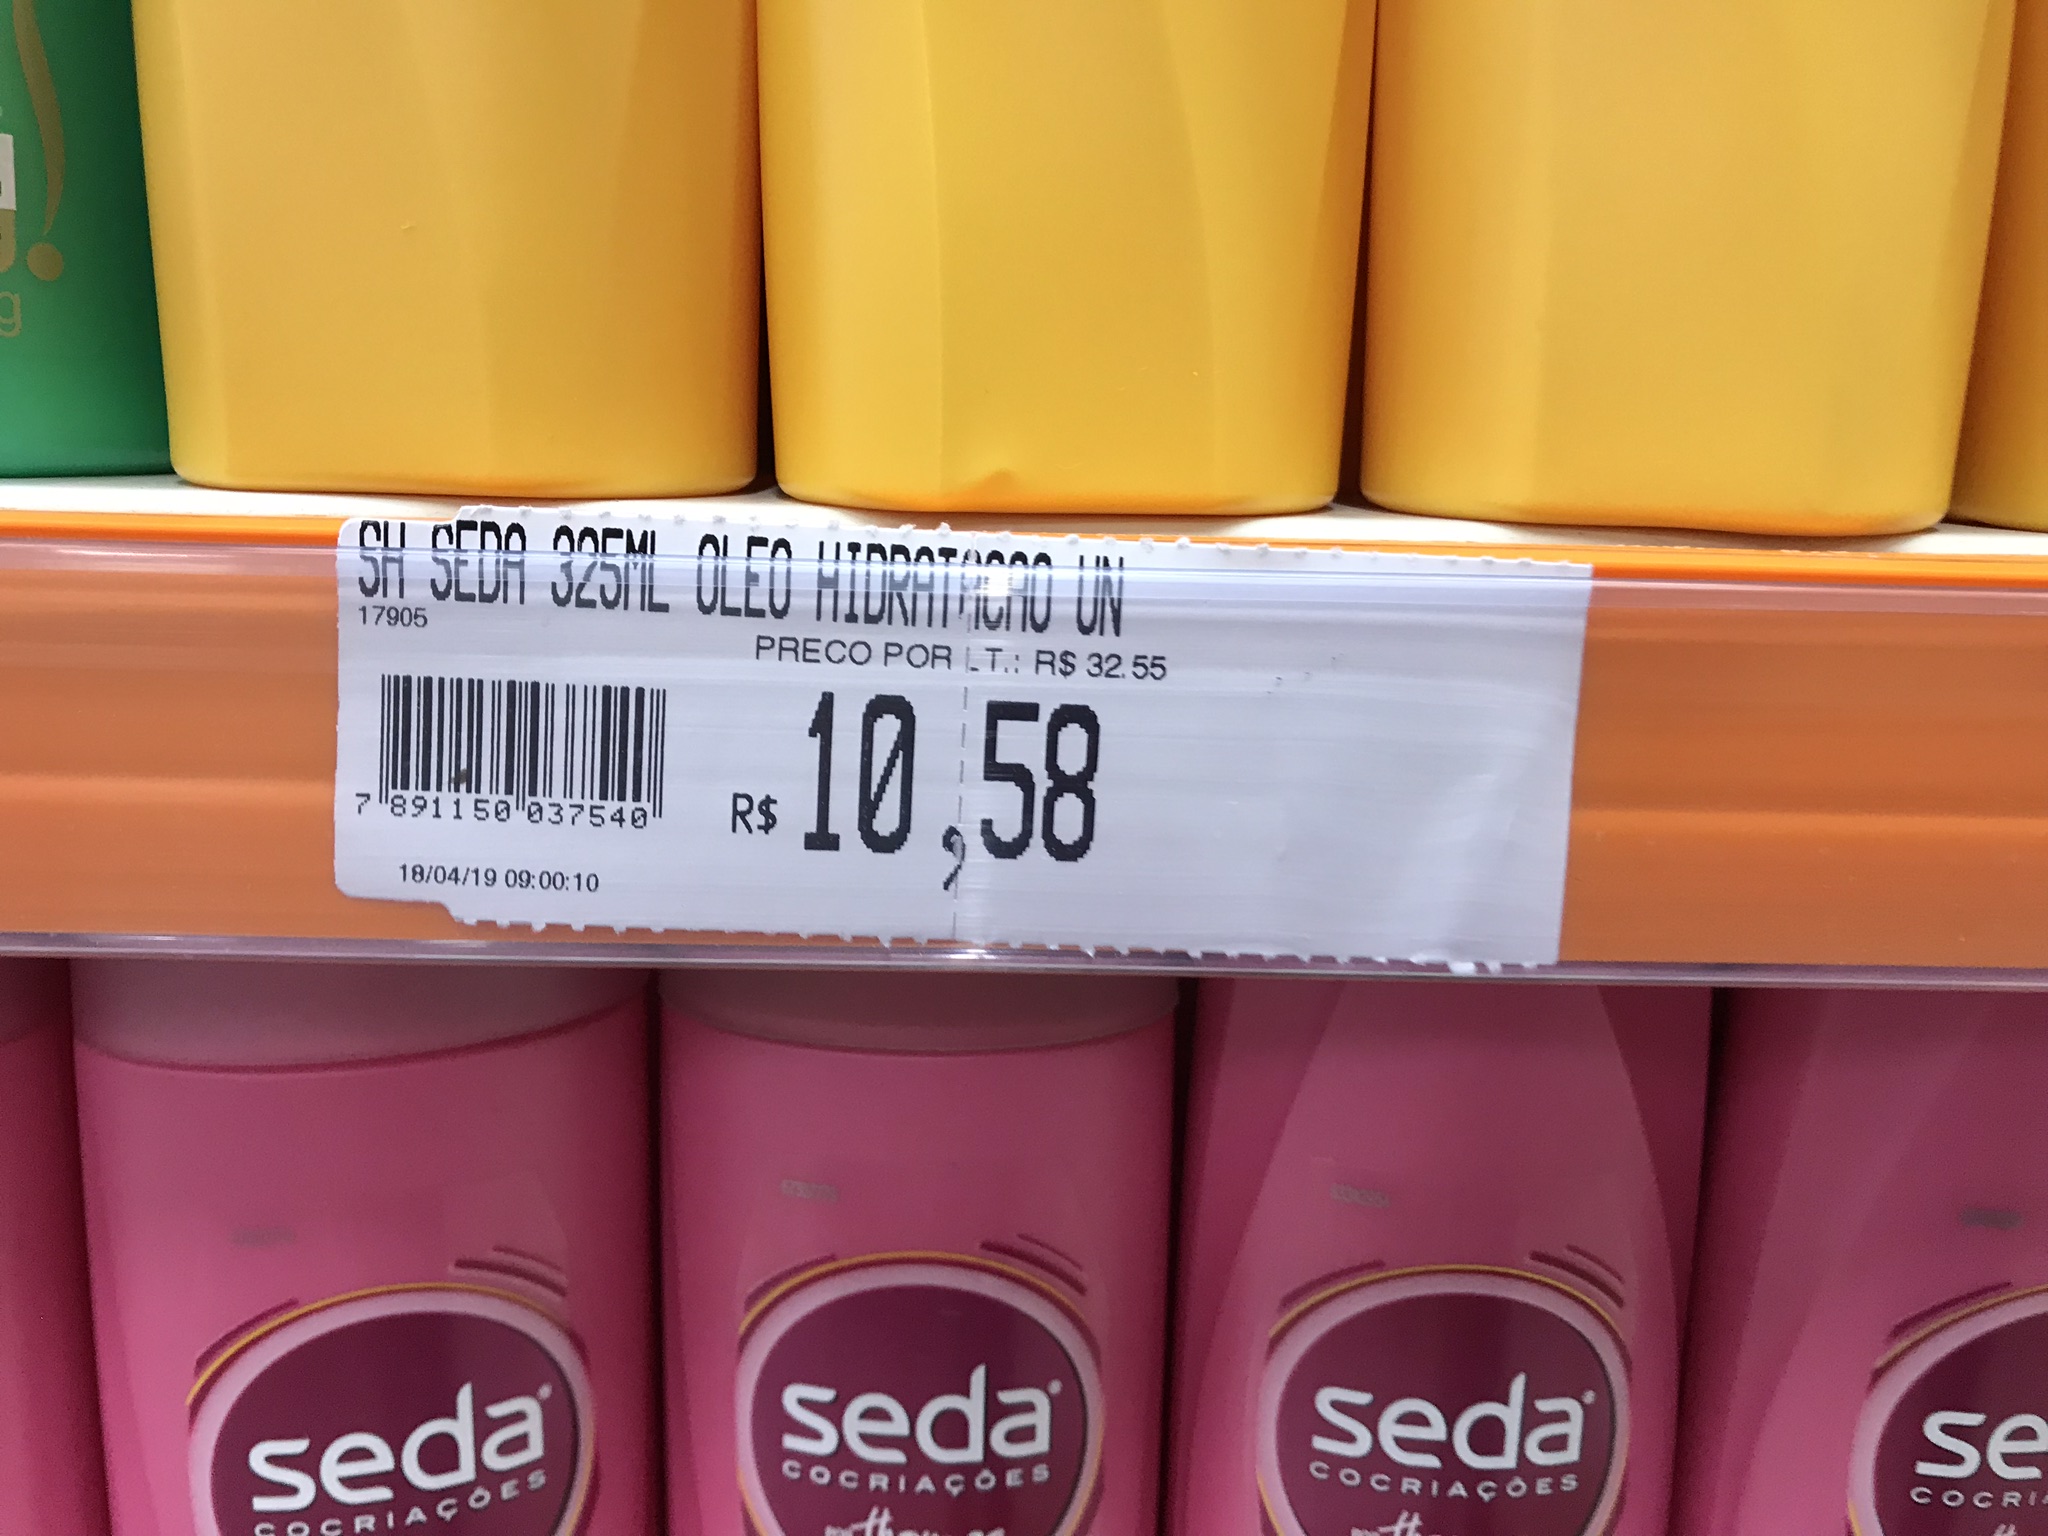 g
SH SEDA 325ML OLEO HIDRATACAO UN
17905
PRECO POR LT.: R$ 32.55
7 891150 037540
R$ 10,58
18/04/19 09:00:10
seda
COCRIAÇÕES
seda
COCRIAÇÕES
seda
COCRIAÇÕES
se
COCRI